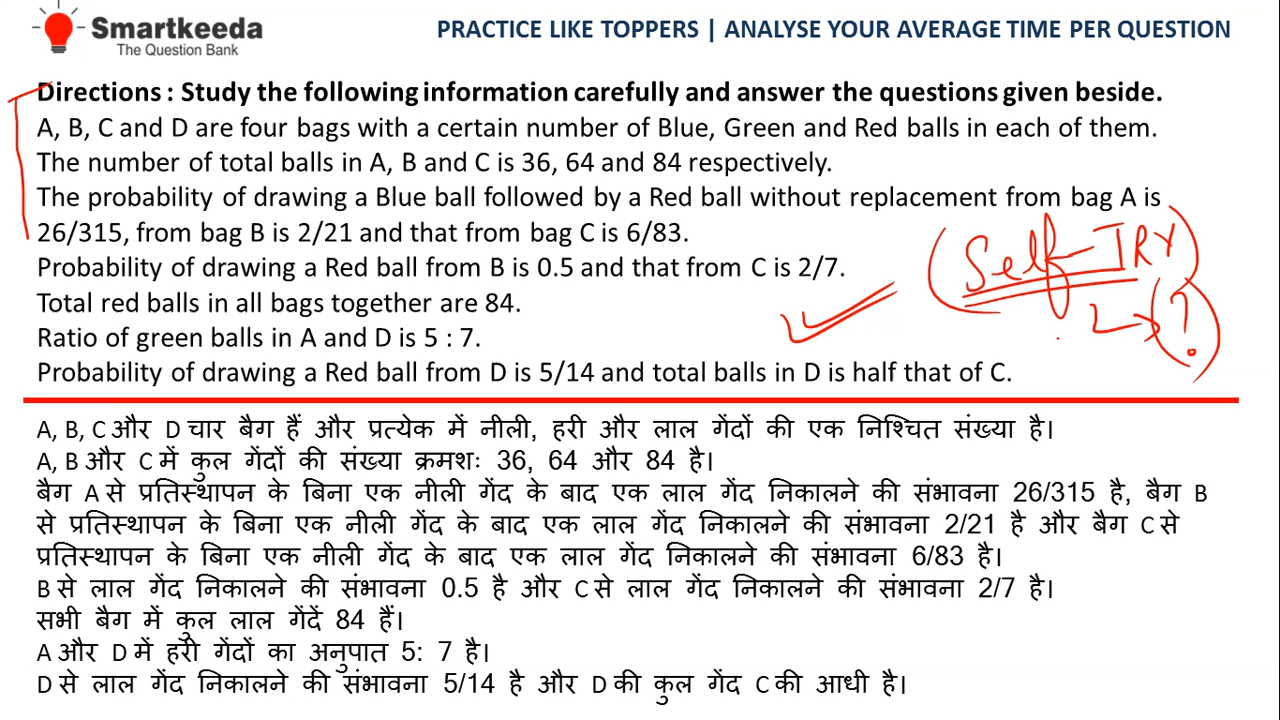 Smartkeeda
The Question Bank
PRACTICE LIKE TOPPERS | ANALYSE YOUR AVERAGE TIME PER QUESTION
Directions : Study the following information carefully and answer the questions given beside.
A, B, C and D are four bags with a certain number of Blue, Green and Red balls in each of them.
The number of total balls in A, B and C is 36, 64 and 84 respectively.
The probability of drawing a Blue ball followed by a Red ball without replacement from bag A is
26/315, from bag B is 2/21 and that from bag C is 6/83.
Probability of drawing a Red ball from B is 0.5 and that from C is 2/7.
Total red balls in all bags together are 84.
Ratio of green balls in A and D is 5 : 7.
Probability of drawing a Red ball from D is 5/14 and total balls in D is half that of C.
(Self-TRY)
(?)
A, B, C और D चार बैग हैं और प्रत्येक में नीली, हरी और लाल गेंदों की एक निश्चित संख्या है।
A, B और C में कुल गेंदों की संख्या क्रमशः 36, 64 और 84 है।
बैग A से प्रतिस्थापन के बिना एक नीली गेंद के बाद एक लाल गेंद निकालने की संभावना 26/315 है, बैग B
से प्रतिस्थापन के बिना एक नीली गेंद के बाद एक लाल गेंद निकालने की संभावना 2/21 है और बैग C से
प्रतिस्थापन के बिना एक नीली गेंद के बाद एक लाल गेंद निकालने की संभावना 6/83 है।
B से लाल गेंद निकालने की संभावना 0.5 है और C से लाल गेंद निकालने की संभावना 2/7 है।
सभी बैग में कुल लाल गेंदें 84 हैं।
A और D में हरी गेंदों का अनुपात 5: 7 है।
D से लाल गेंद निकालने की संभावना 5/14 है और D की कुल गेंद C की आधी है।